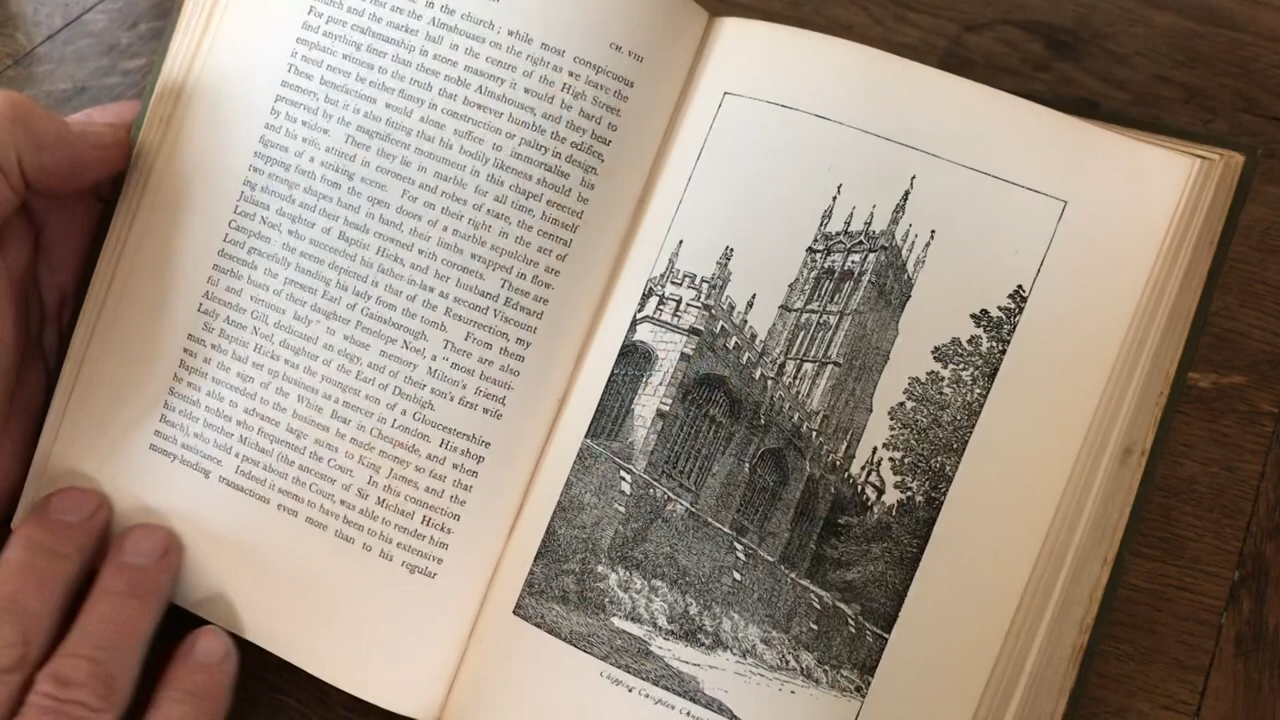 CH. VIII
in the church; while most conspicuous
rest are the Almshouses on the right as we leave the
church and the market hall in the centre of the High Street.
For pure craftsmanship in stone masonry it would be hard to
find anything finer than these noble Almshouses, and they bear
emphatic witness to the truth that however humble the edifice,
it need never be either flimsy in construction or paltry in design.
These benefactions would alone suffice to immortalise his
memory, but it is also fitting that his bodily likeness should be
preserved by the magnificent monument in this chapel erected
by his widow. There they lie in marble for all time, himself
and his wife, attired in coronets and robes of state, the central
figures of a striking scene. For on their right in the act of
stepping forth from the open doors of a marble sepulchre are
two strange shapes hand in hand, their limbs wrapped in flow-
ing shrouds and their heads crowned with coronets. These are
Juliana daughter of Baptist Hicks, and her husband Edward
Lord Noel, who succeeded his father-in-law as second Viscount
Campden: the scene depicted is that of the Resurrection, my
Lord gracefully handing his lady from the tomb. From them
descends the present Earl of Gainsborough. There are also
marble busts of their daughter Penelope Noel, a “most beauti-
ful and virtuous lady” to whose memory Milton's friend,
Alexander Gill, dedicated an elegy, and of their son's first wife
Lady Anne Noel, daughter of the Earl of Denbigh.
Sir Baptist Hicks was the youngest son of a Gloucestershire
man, who had set up business as a mercer in London. His shop
was at the sign of the White Bear in Cheapside, and when
Baptist succeeded to the business he made money so fast that
he was able to advance large sums to King James, and the
Scottish nobles who frequented the Court. In this connection
his elder brother Michael (the ancestor of Sir Michael Hicks-
Beach), who held a post about the Court, was able to render him
much assistance. Indeed it seems to have been to his extensive
money-lending transactions even more than to his regular
Chipping Campden Church